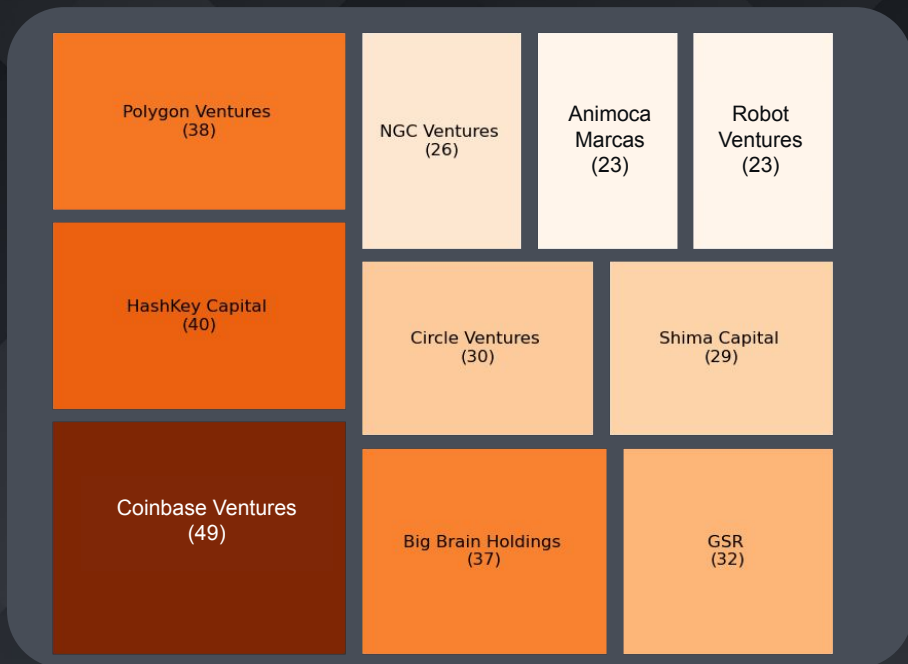 Polygon Ventures
(38)
NGC Ventures
(26)
Animoca
Marcas
(23)
Robot
Ventures
(23)
HashKey Capital
(40)
Circle Ventures
(30)
Shima Capital
(29)
Coinbase Ventures
(49)
Big Brain Holdings
(37)
GSR
(32)